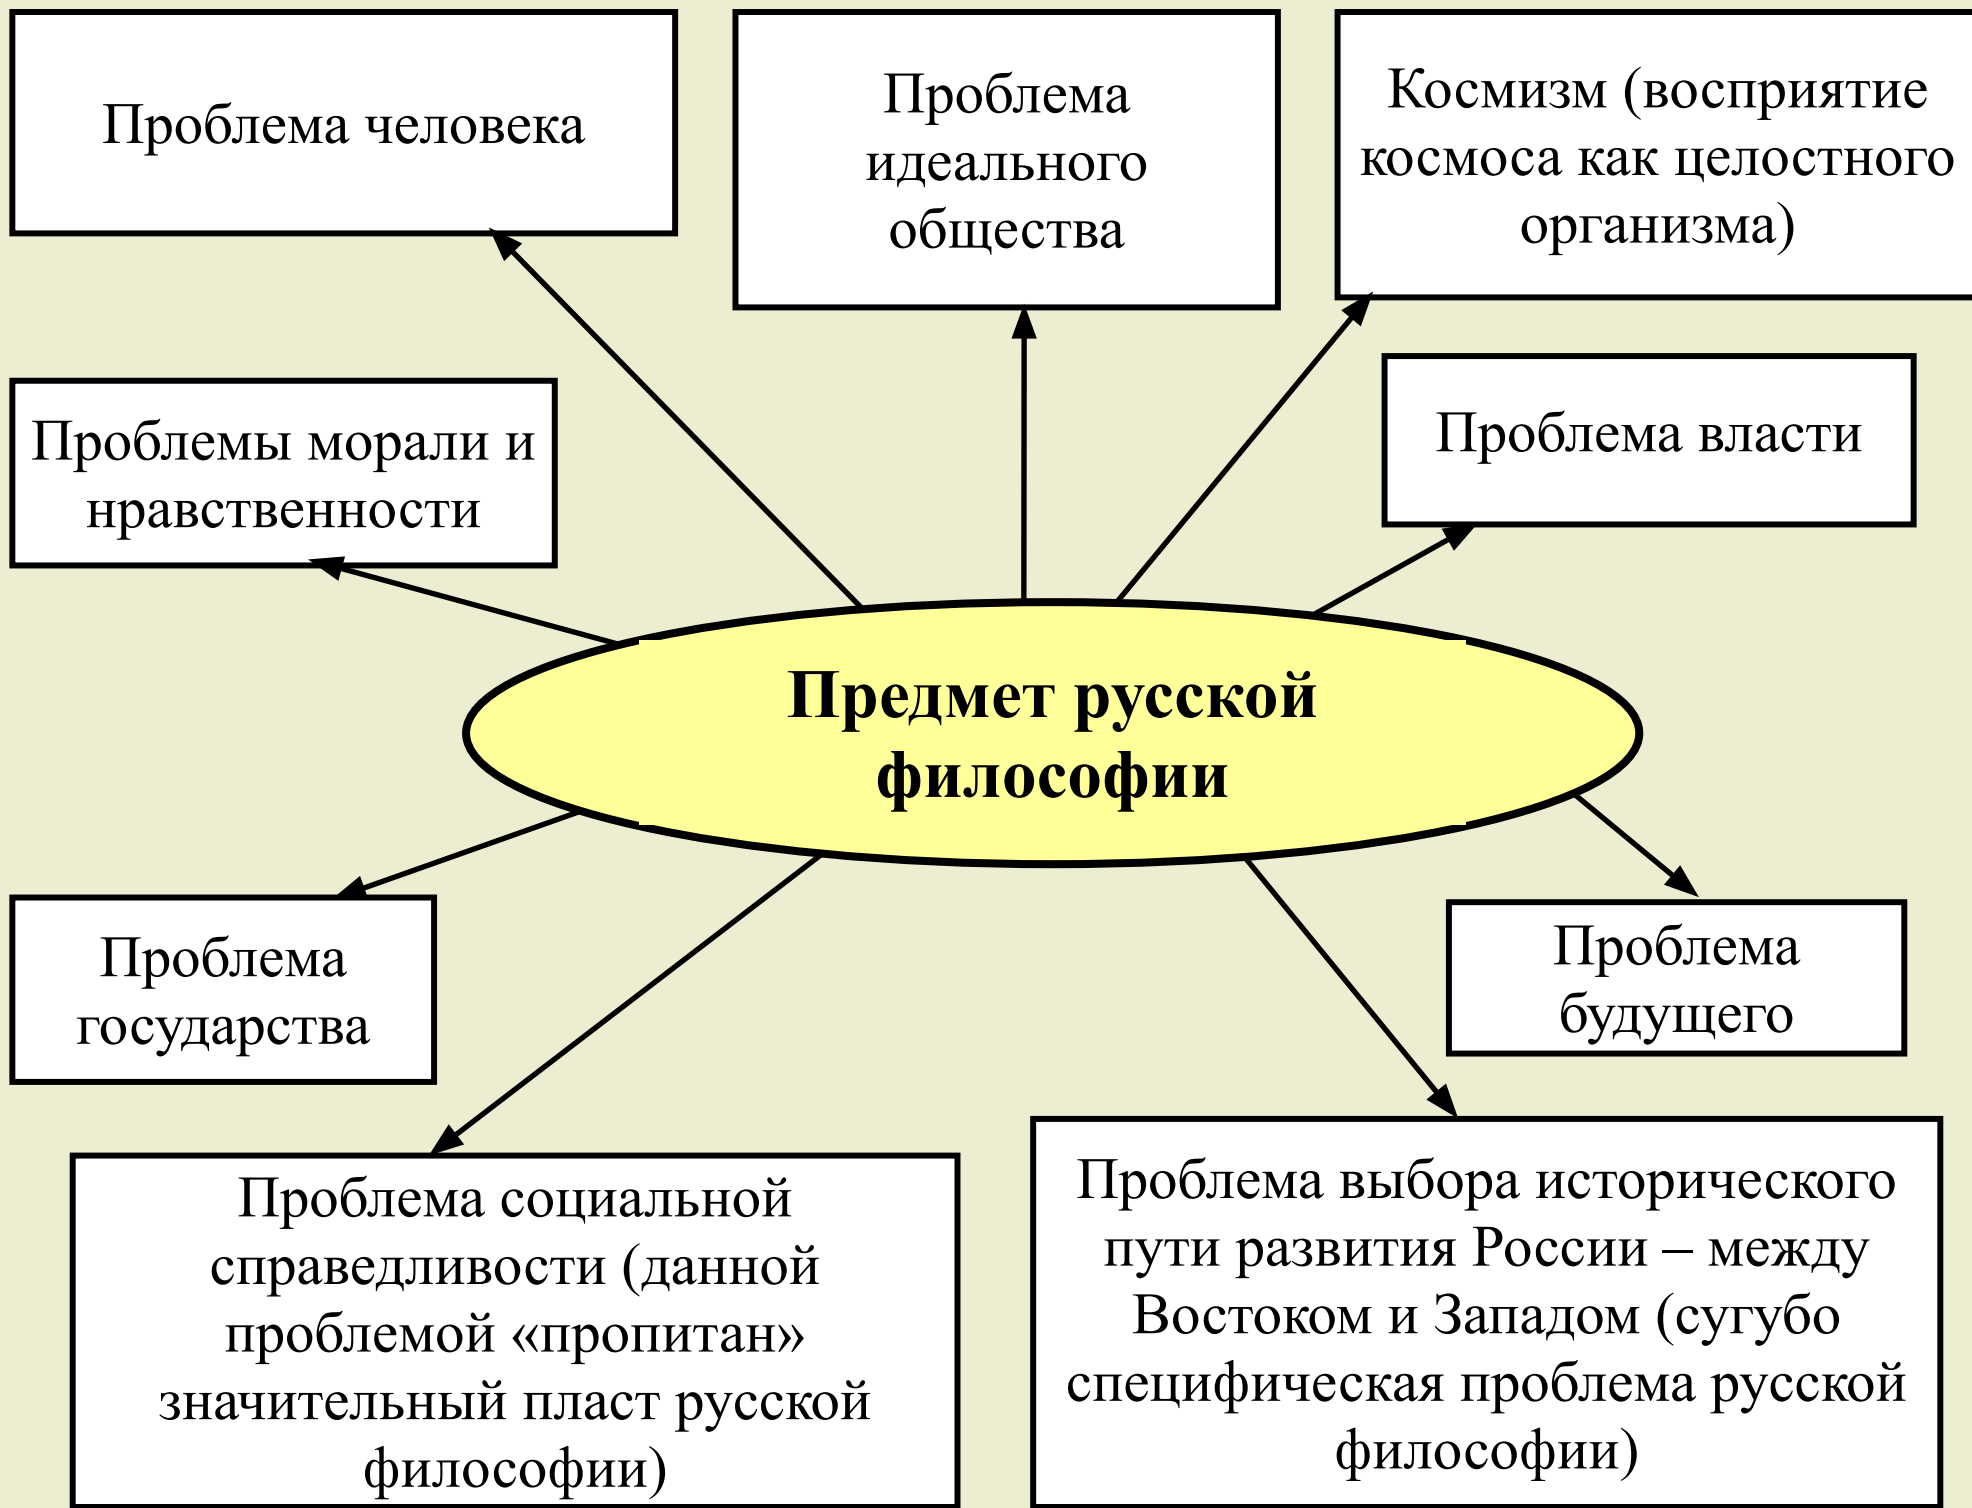 Проблема человека
Проблема
идеального
общества
Космизм (восприятие
космоса как целостного
организма)
Проблемы морали и
нравственности
Проблема власти
Предмет русской
философии
Проблема
государства
Проблема
будущего
Проблема социальной
справедливости (данной
проблемой «пропитан»
значительный пласт русской
философии)
Проблема выбора исторического
пути развития России – между
Востоком и Западом (сугубо
специфическая проблема русской
философии)